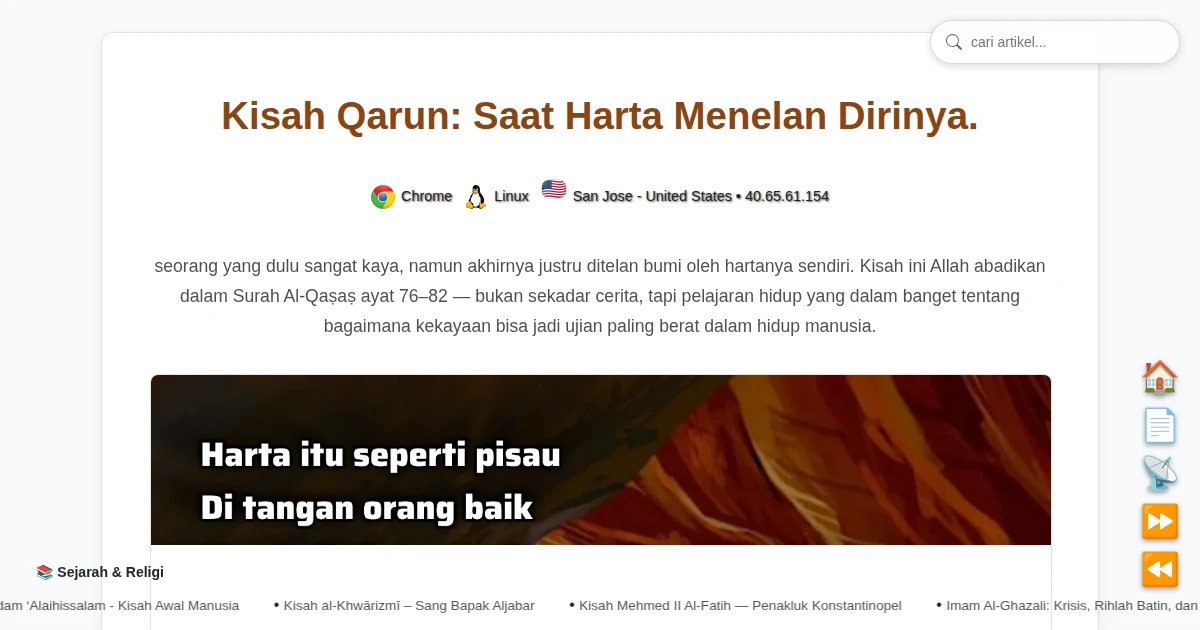 cari artikel...
Kisah Qarun: Saat Harta Menelan Dirinya.
Chrome Linux San Jose - United States • 40.65.61.154
seorang yang dulu sangat kaya, namun akhirnya justru ditelan bumi oleh hartanya sendiri. Kisah ini Allah abadikan
dalam Surah Al-Qaṣaṣ ayat 76–82 — bukan sekadar cerita, tapi pelajaran hidup yang dalam banget tentang
bagaimana kekayaan bisa jadi ujian paling berat dalam hidup manusia.
Harta itu seperti pisau
Di tangan orang baik
Sejarah & Religi
dam ‘Alaihissalam - Kisah Awal Manusia • Kisah al-Khwārizmī – Sang Bapak Aljabar • Kisah Mehmed II Al-Fatih — Penakluk Konstantinopel • Imam Al-Ghazali: Krisis, Rihlah Batin, dan